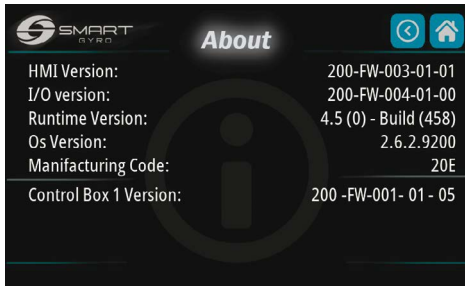 SMART
GYRO
About
HMI Version: 200-FW-003-01-01
I/O version: 200-FW-004-01-00
Runtime Version: 4.5 (0) - Build (458)
Os Version: 2.6.2.9200
Manifacturing Code: 20E
Control Box 1 Version: 200 -FW-001- 01 - 05